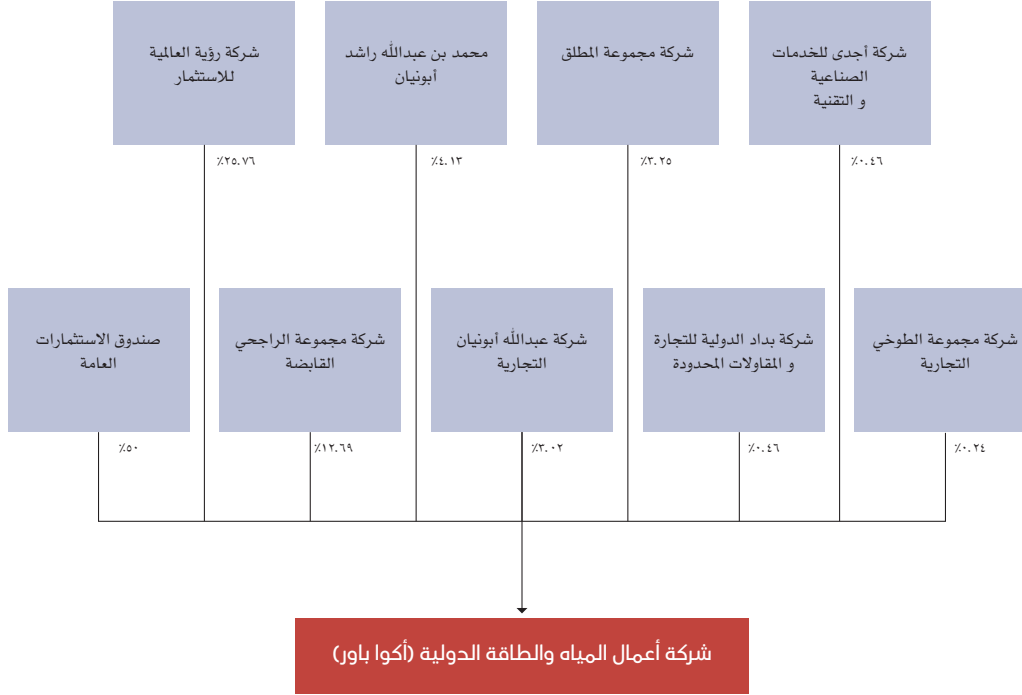 شركة أجدى للخدمات
الصناعية
و التقنية
شركة مجموعة المطلق
محمد بن عبدالله راشد
أبونيان
شركة رؤية العالمية
للاستثمار
٪٠.٤٦
٪٣.٢٥
٪٤.١٣
٪٢٥.٧٦
شركة مجموعة الطوخي
التجارية
شركة بداد الدولية للتجارة
و المقاولات المحدودة
شركة عبدالله أبونيان
التجارية
شركة مجموعة الراجحي
القابضة
صندوق الاستثمارات
العامة
٪٠.٢٤
٪٠.٤٦
٪٣.٠٢
٪١٢.٦٩
٪٥٠
شركة أعمال المياه والطاقة الدولية (أكوا باور)